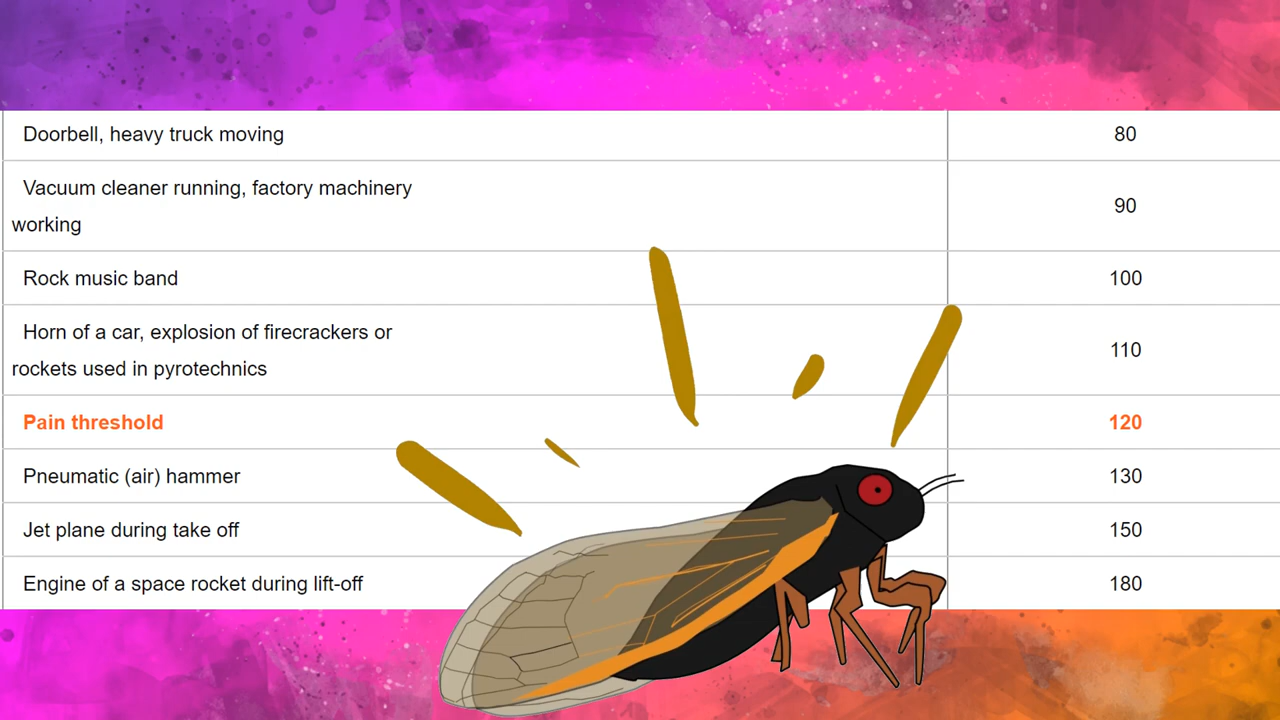 Doorbell, heavy truck moving 80
Vacuum cleaner running, factory machinery
working 90
Rock music band 100
Horn of a car, explosion of firecrackers or
rockets used in pyrotechnics 110
Pain threshold 120
Pneumatic (air) hammer 130
Jet plane during take off 150
Engine of a space rocket during lift-off 180